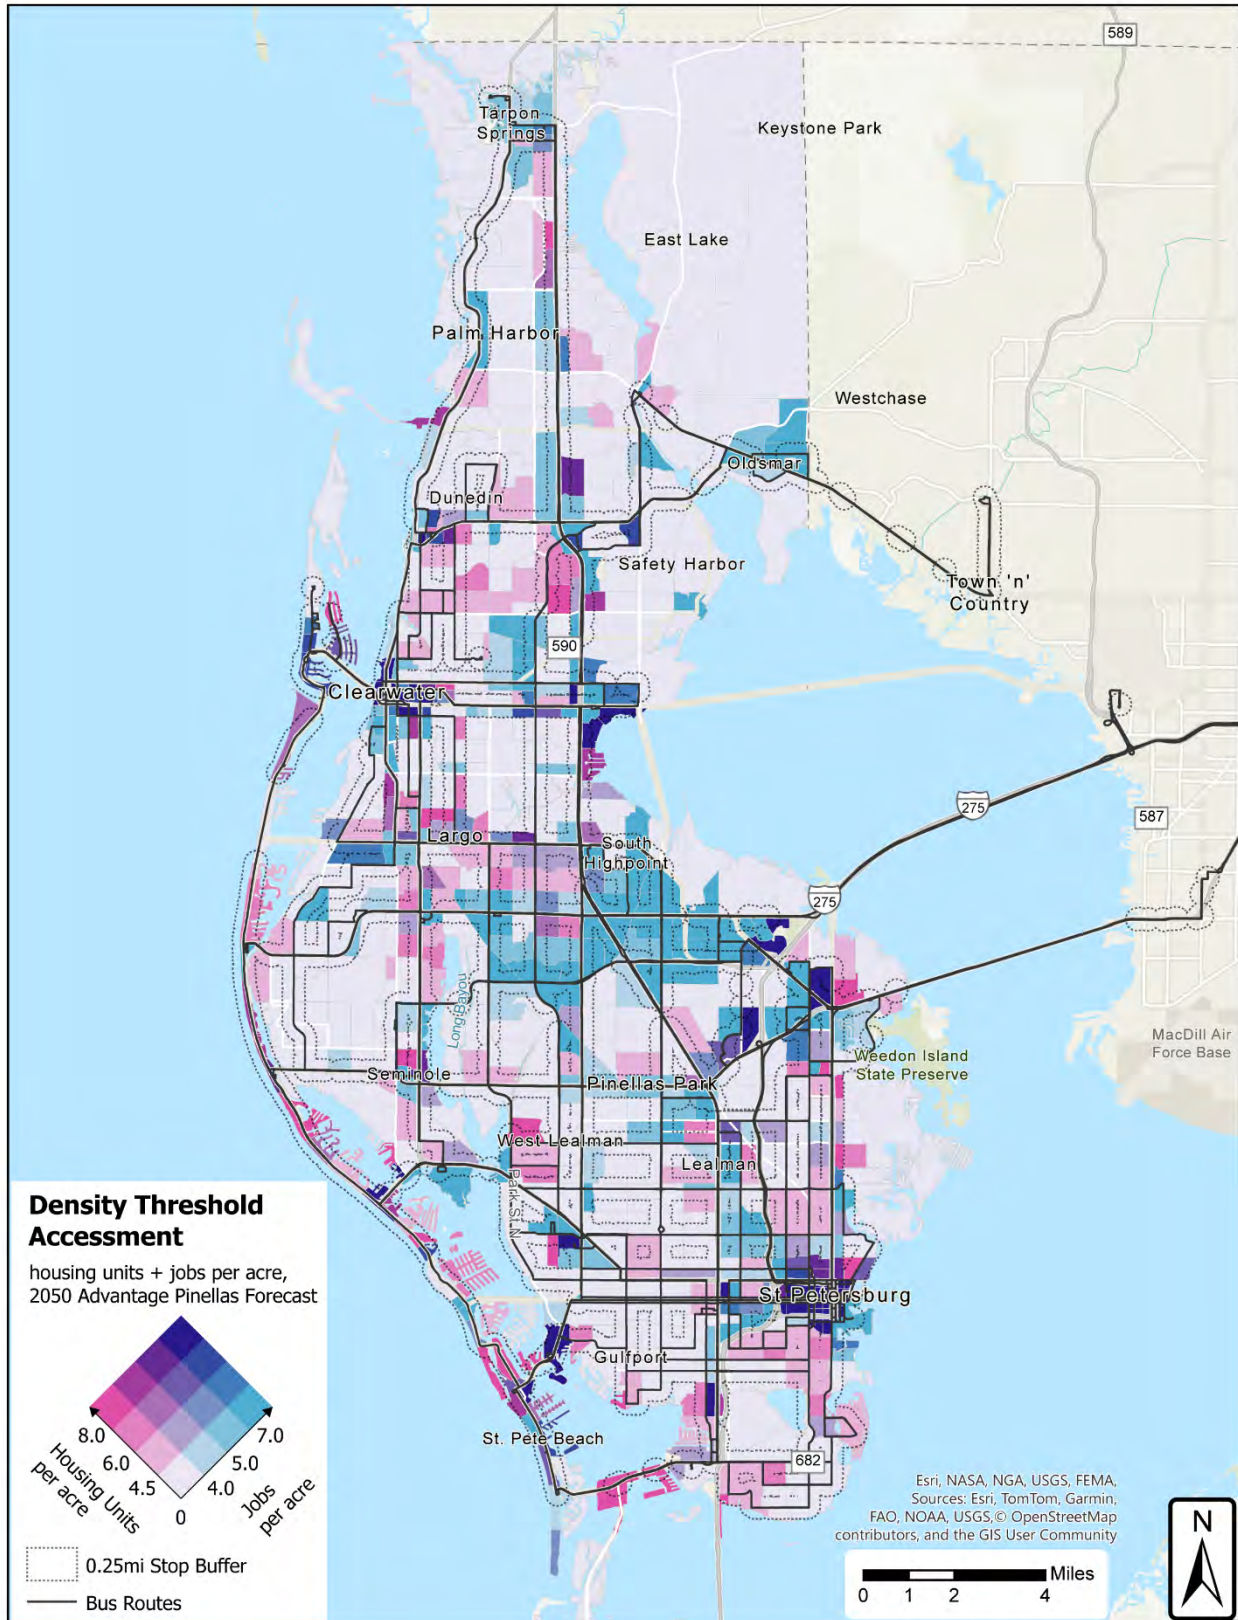 589
Tarpon
Springs
Keystone Park
East Lake
Palm Harbor
Westchase
Oldsmar
Dunedin
Safety Harbor
Town 'n'
Country
590
Clearwater
275
587
Largo
South
Highpoint
275
Long Bayou
MacDill Air
Force Base
Weedon Island
State Preserve
Seminole
Pinellas Park
West Lealman
Lealman
Park St N
St Petersburg
Gulfport
St. Pete Beach
682
Density Threshold
Accessment
housing units + jobs per acre,
2050 Advantage Pinellas Forecast
8.0
7.0
6.0
5.0
4.5
4.0
0
Housing Units
per acre
Jobs
per acre
0.25mi Stop Buffer
Bus Routes
Esri, NASA, NGA, USGS, FEMA,
Sources: Esri, TomTom, Garmin,
FAO, NOAA, USGS,© OpenStreetMap
contributors, and the GIS User Community
Miles
0 1 2 4
N